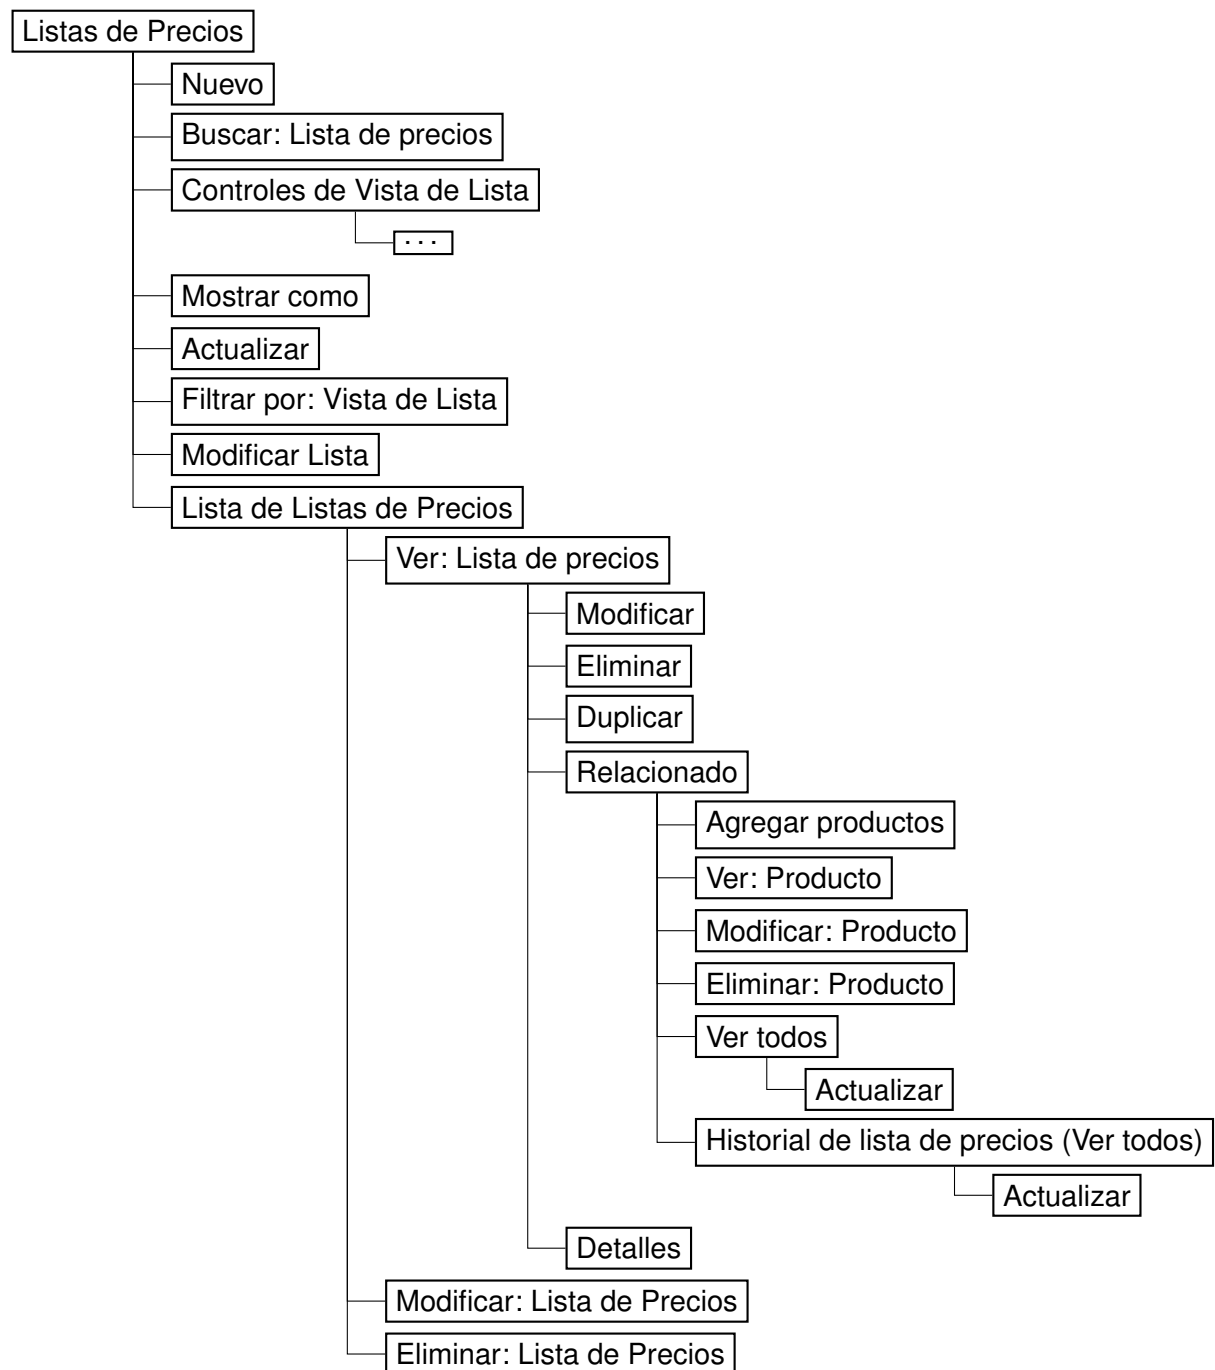 Listas de Precios
Nuevo
Buscar: Lista de precios
Controles de Vista de Lista
...
Mostrar como
Actualizar
Filtrar por: Vista de Lista
Modificar Lista
Lista de Listas de Precios
Ver: Lista de precios
Modificar
Eliminar
Duplicar
Relacionado
Agregar productos
Ver: Producto
Modificar: Producto
Eliminar: Producto
Ver todos
Actualizar
Historial de lista de precios (Ver todos)
Actualizar
Detalles
Modificar: Lista de Precios
Eliminar: Lista de Precios